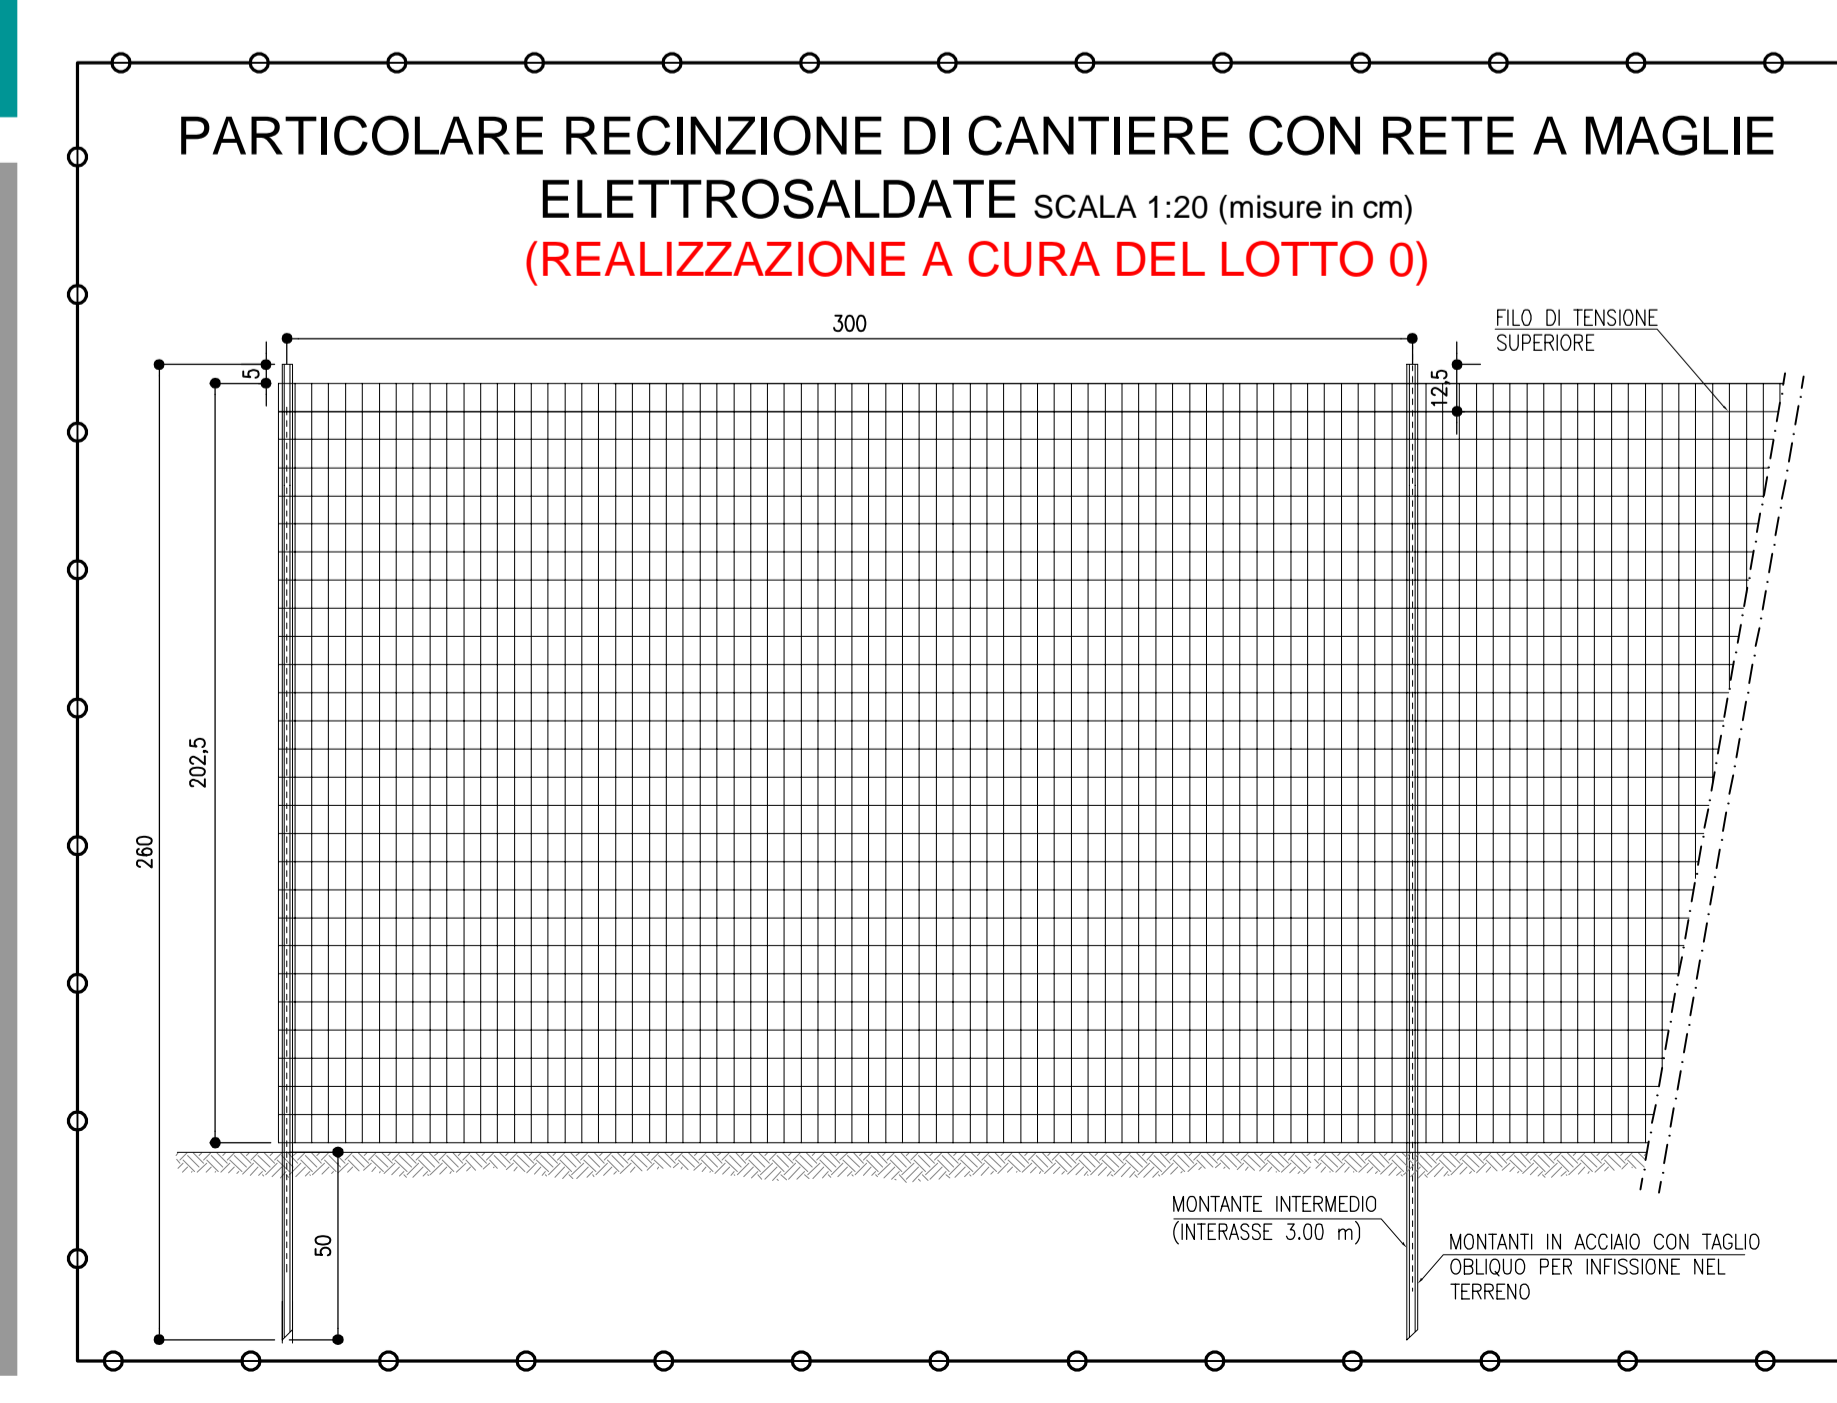 PARTICOLARE RECINZIONE DI CANTIERE CON RETE A MAGLIE
ELETTROSALDATE SCALA 1:20 (misure in cm)
(REALIZZAZIONE A CURA DEL LOTTO 0)
300
FILO DI TENSIONE
SUPERIORE
5
12,5
202,5
260
50
MONTANTE INTERMEDIO
(INTERASSE 3.00 m)
MONTANTI IN ACCIAIO CON TAGLIO
OBLIQUO PER INFISSIONE NEL
TERRENO